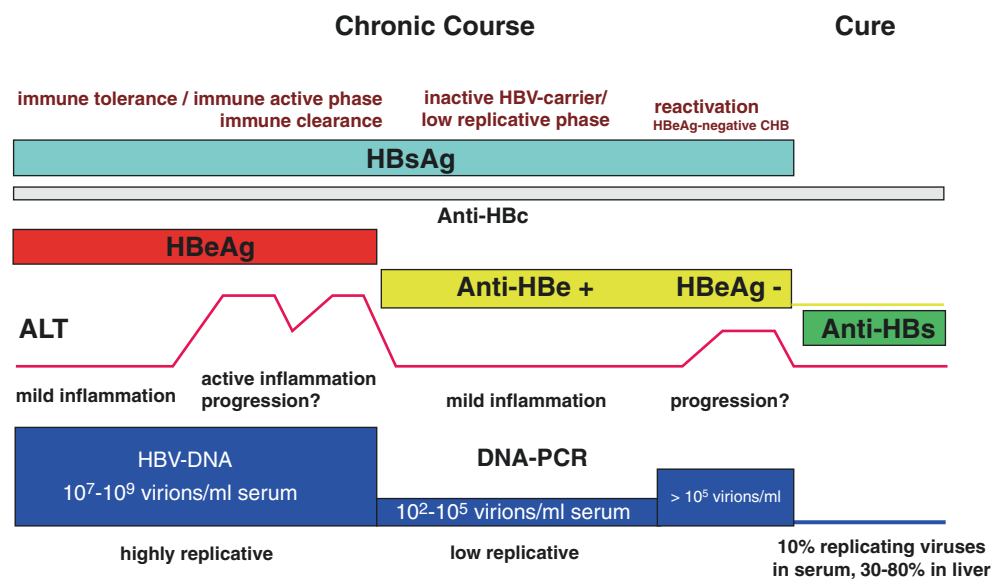 Chronic Course
Cure
immune tolerance / immune active phase
immune clearance
inactive HBV-carrier/
low replicative phase
reactivation
HBeAg-negative CHB
HBsAg
Anti-HBc
HBeAg
Anti-HBe +
HBeAg -
Anti-HBs
ALT
mild inflammation
active inflammation
progression?
mild inflammation
progression?
HBV-DNA
10⁷-10⁹ virions/ml serum
DNA-PCR
10²-10⁵ virions/ml serum
> 10⁵ virions/ml
highly replicative
low replicative
10% replicating viruses
in serum, 30-80% in liver